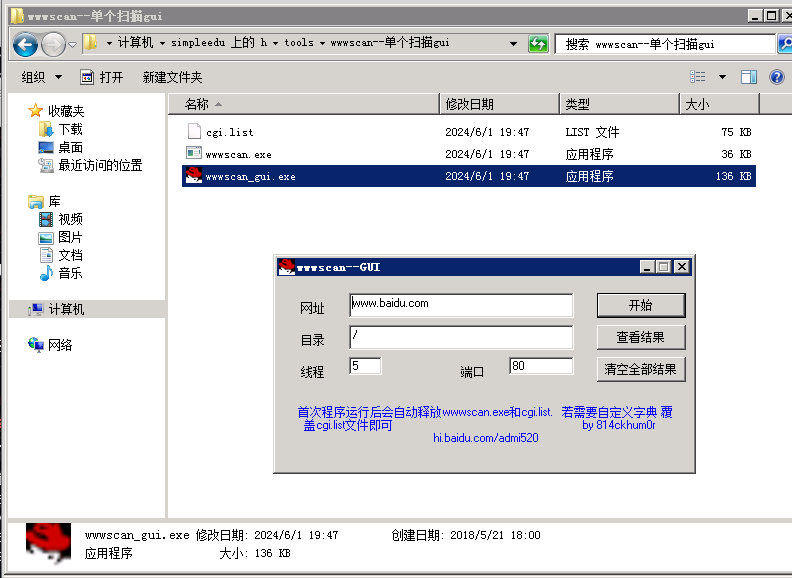 wwwscan--单个扫描gui
计算机 simpleedu 上的 h tools wwwscan--单个扫描gui 搜索 wwwscan--单个扫描gui
组织 打开 新建文件夹
名称 修改日期 类型 大小
收藏夹
下载
桌面
最近访问的位置
库
视频
图片
文档
音乐
计算机
网络
cgi.list 2024/6/1 19:47 LIST 文件 75 KB
wwwscan.exe 2024/6/1 19:47 应用程序 36 KB
wwwscan_gui.exe 2024/6/1 19:47 应用程序 136 KB
wwwscan--GUI
网址 www.baidu.com 开始
目录 / 查看结果
线程 5 端口 80 清空全部结果
首次程序运行后会自动释放wwwscan.exe和cgi.list. 若需要自定义字典 覆
盖cgi.list文件即可 by 814ckhum0r
hi.baidu.com/admi520
wwwscan_gui.exe 修改日期: 2024/6/1 19:47 创建日期: 2018/5/21 18:00
应用程序 大小: 136 KB